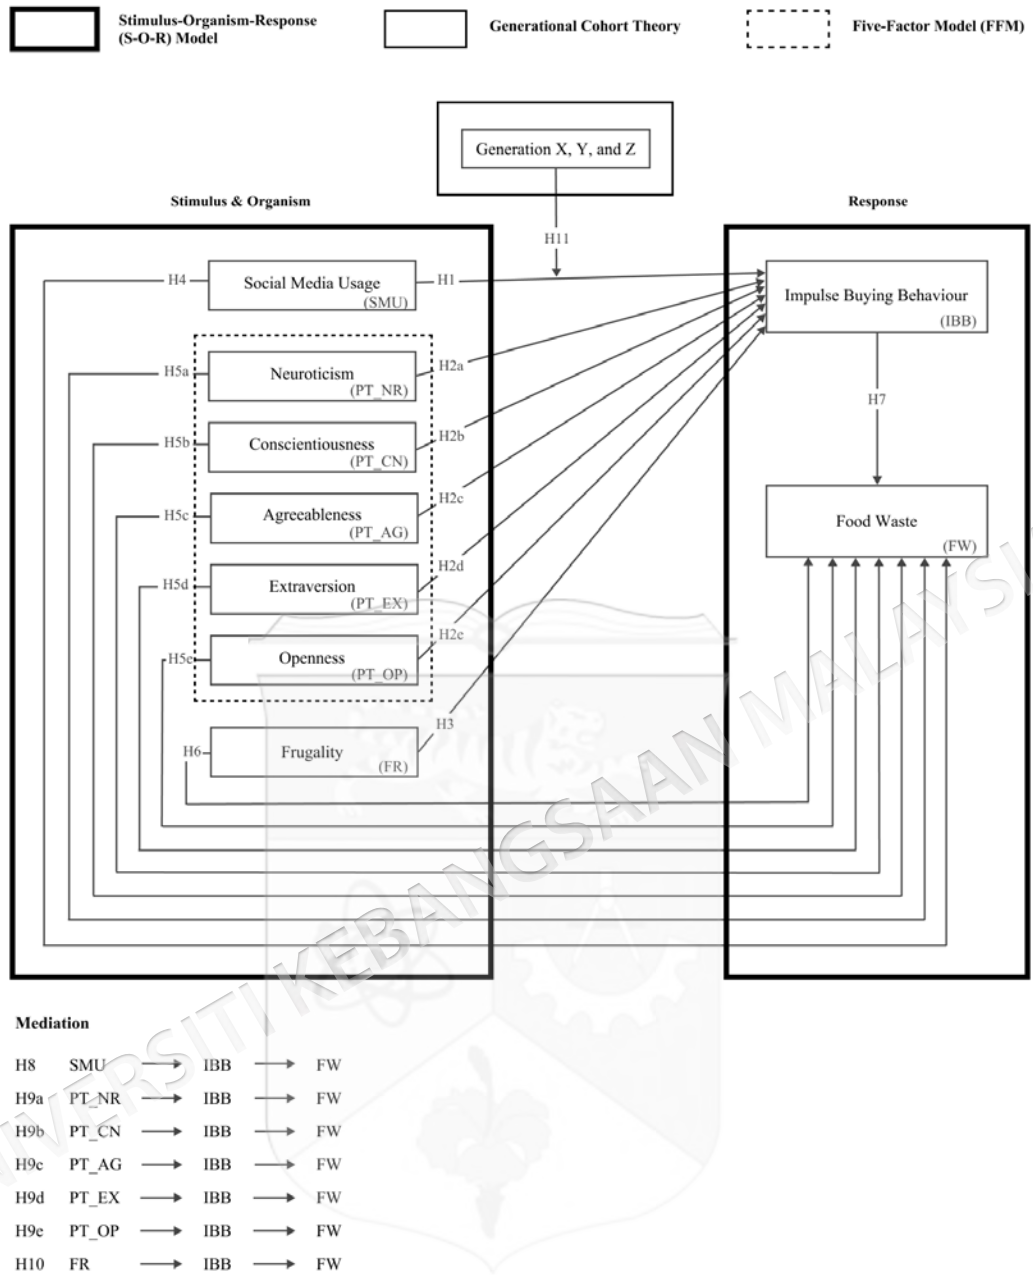 Stimulus-Organism-Response
(S-O-R) Model
Generational Cohort Theory
Five-Factor Model (FFM)
Generation X, Y, and Z
Stimulus & Organism
Response
H11
H4
Social Media Usage
(SMU)
H1
Impulse Buying Behaviour
(IBB)
H5a
Neuroticism
(PT_NR)
H2a
H7
H5b
Conscientiousness
(PT_CN)
H2b
H5c
Agreeableness
(PT_AG)
H2c
Food Waste
(FW)
H5d
Extraversion
(PT_EX)
H2d
H5e
Openness
(PT_OP)
H2e
H6
Frugality
(FR)
H3
UNIVERSITI KEBANGSAAN MALAYSIA
Mediation
H8 SMU IBB FW
H9a PT_NR IBB FW
H9b PT_CN IBB FW
H9c PT_AG IBB FW
H9d PT_EX IBB FW
H9e PT_OP IBB FW
H10 FR IBB FW